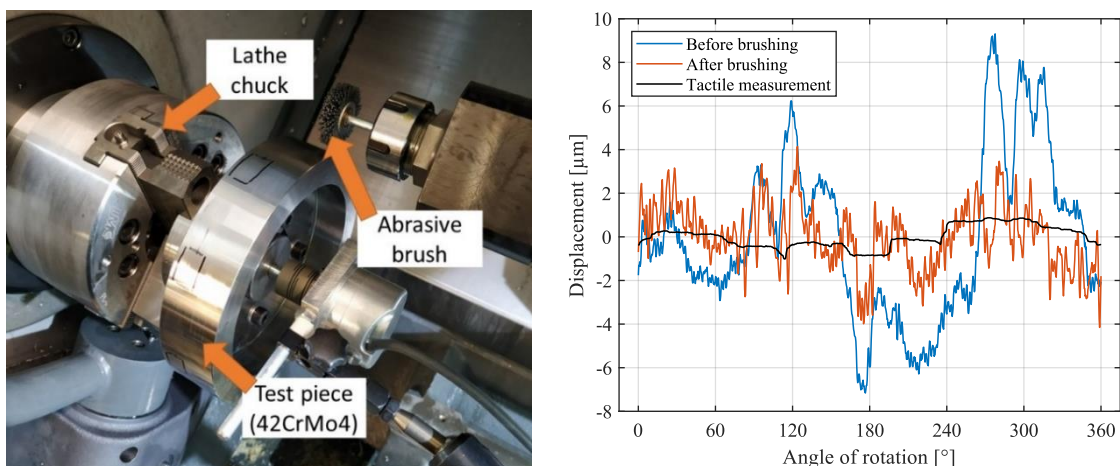 Lathe
chuck
Abrasive
brush
Test piece
(42CrMo4)
Before brushing
After brushing
Tactile measurement
Displacement [µm]
10
8
6
4
2
0
-2
-4
-6
-8
0
60
120
180
240
300
360
Angle of rotation [°]